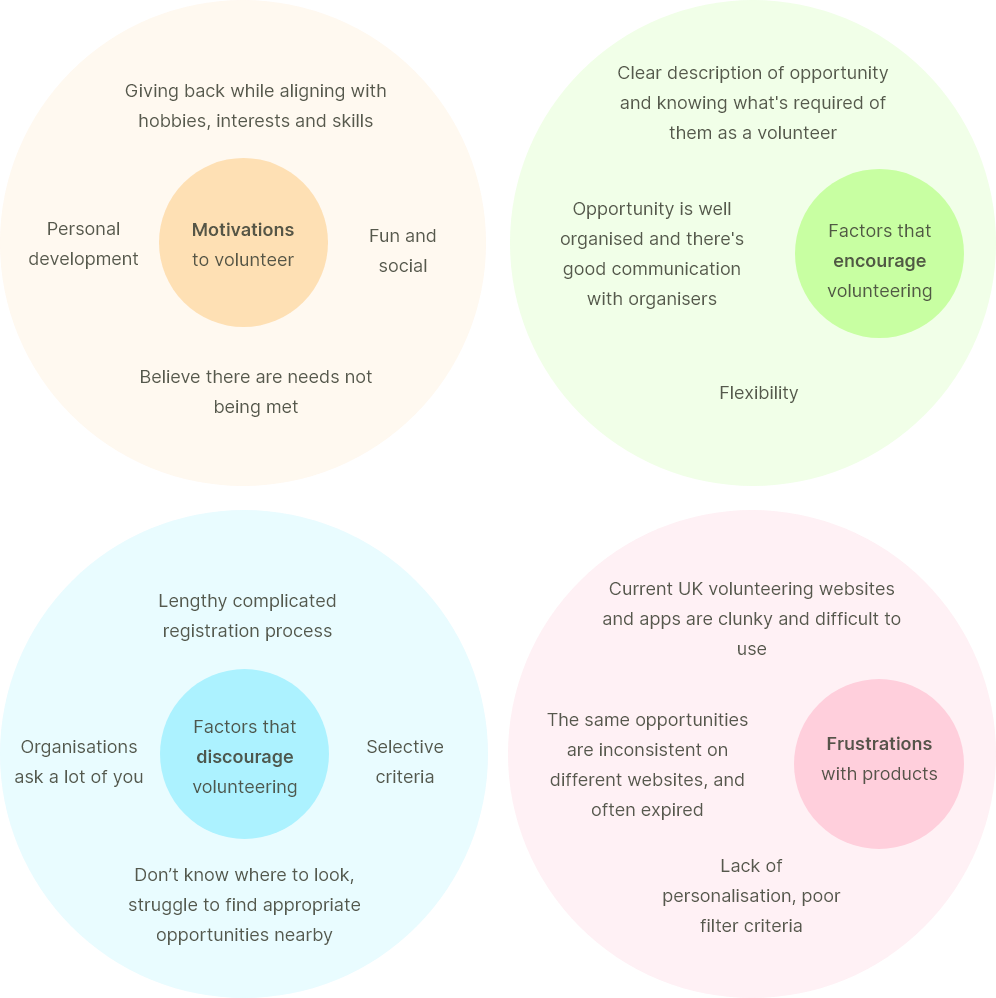 Giving back while aligning with
hobbies, interests and skills
Personal
development
Motivations
to volunteer
Fun and
social
Believe there are needs not
being met
Clear description of opportunity
and knowing what's required of
them as a volunteer
Opportunity is well
organised and there's
good communication
with organisers
Factors that
encourage
volunteering
Flexibility
Lengthy complicated
registration process
Organisations
ask a lot of you
Factors that
discourage
volunteering
Selective
criteria
Don’t know where to look,
struggle to find appropriate
opportunities nearby
Current UK volunteering websites
and apps are clunky and difficult to
use
The same opportunities
are inconsistent on
different websites, and
often expired
Frustrations
with products
Lack of
personalisation, poor
filter criteria